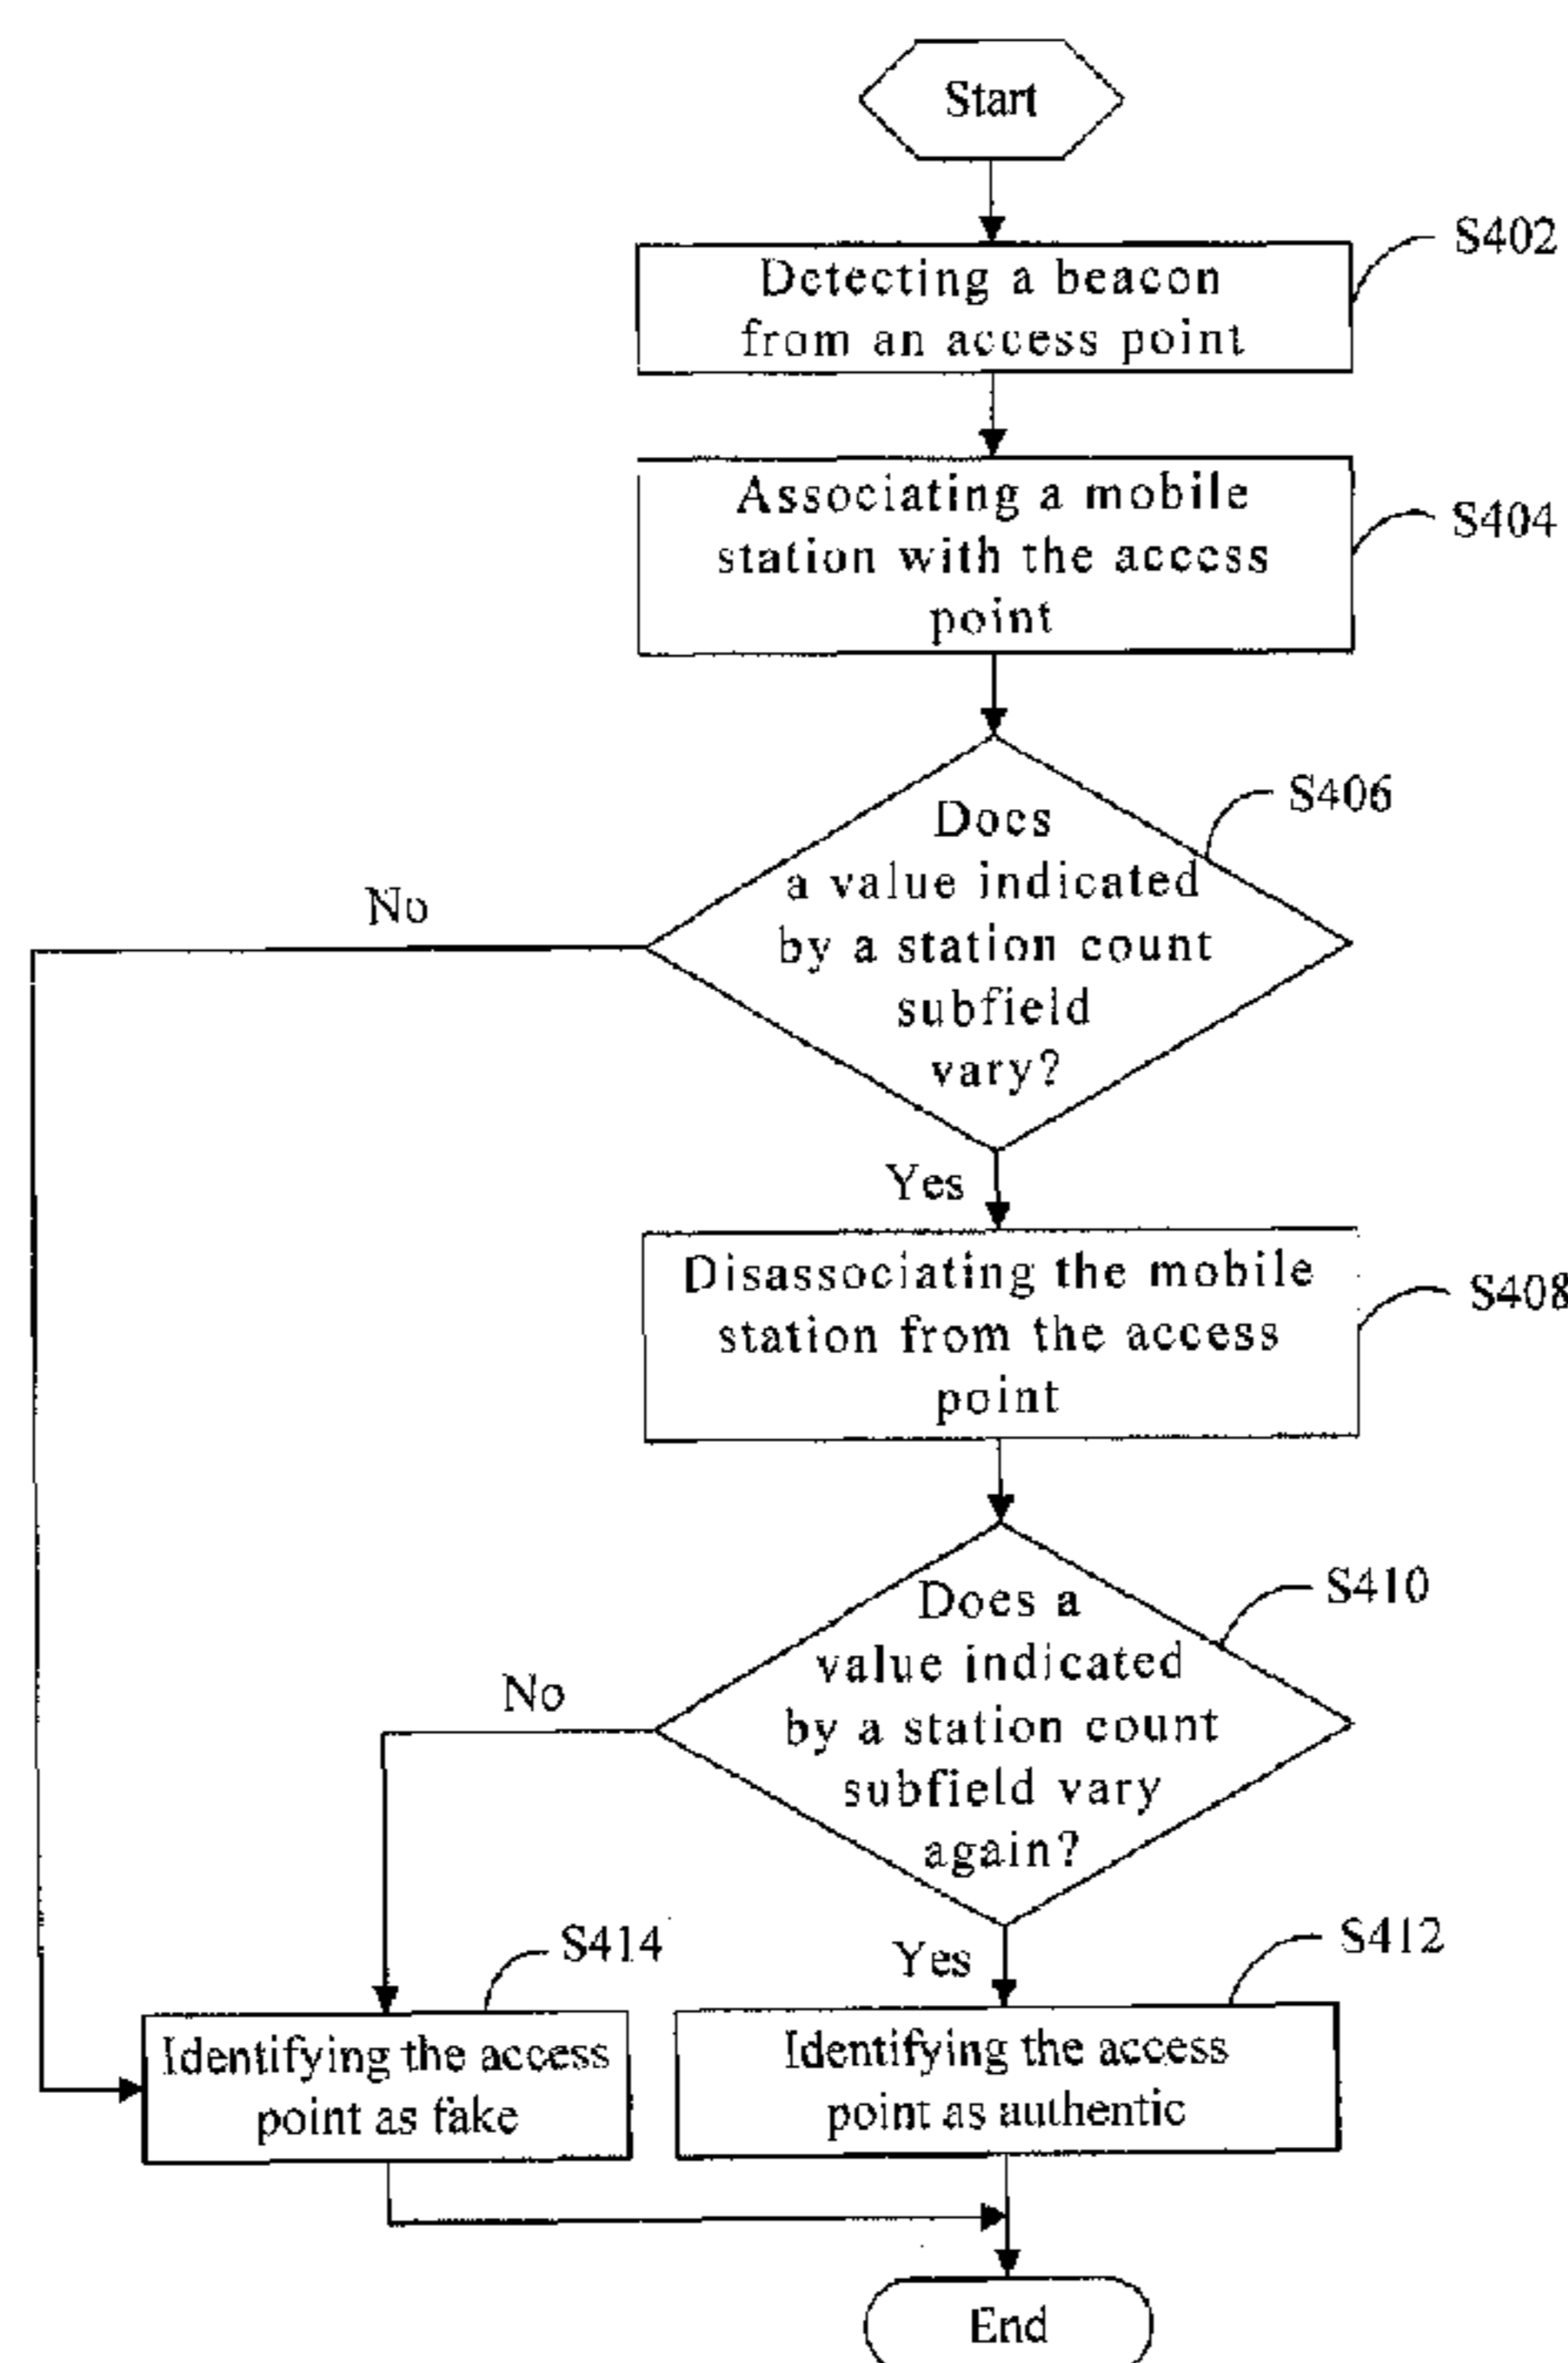 Start
S402
Detecting a beacon
from an access point
S404
Associating a mobile
station with the access
point
S406
Does
a value indicated
by a station count
subfield
vary?
No
Yes
S408
Disassociating the mobile
station from the access
point
S410
Does a
value indicated
by a station count
subfield vary
again?
No
Yes
S414
Identifying the access
point as fake
S412
Identifying the access
point as authentic
End